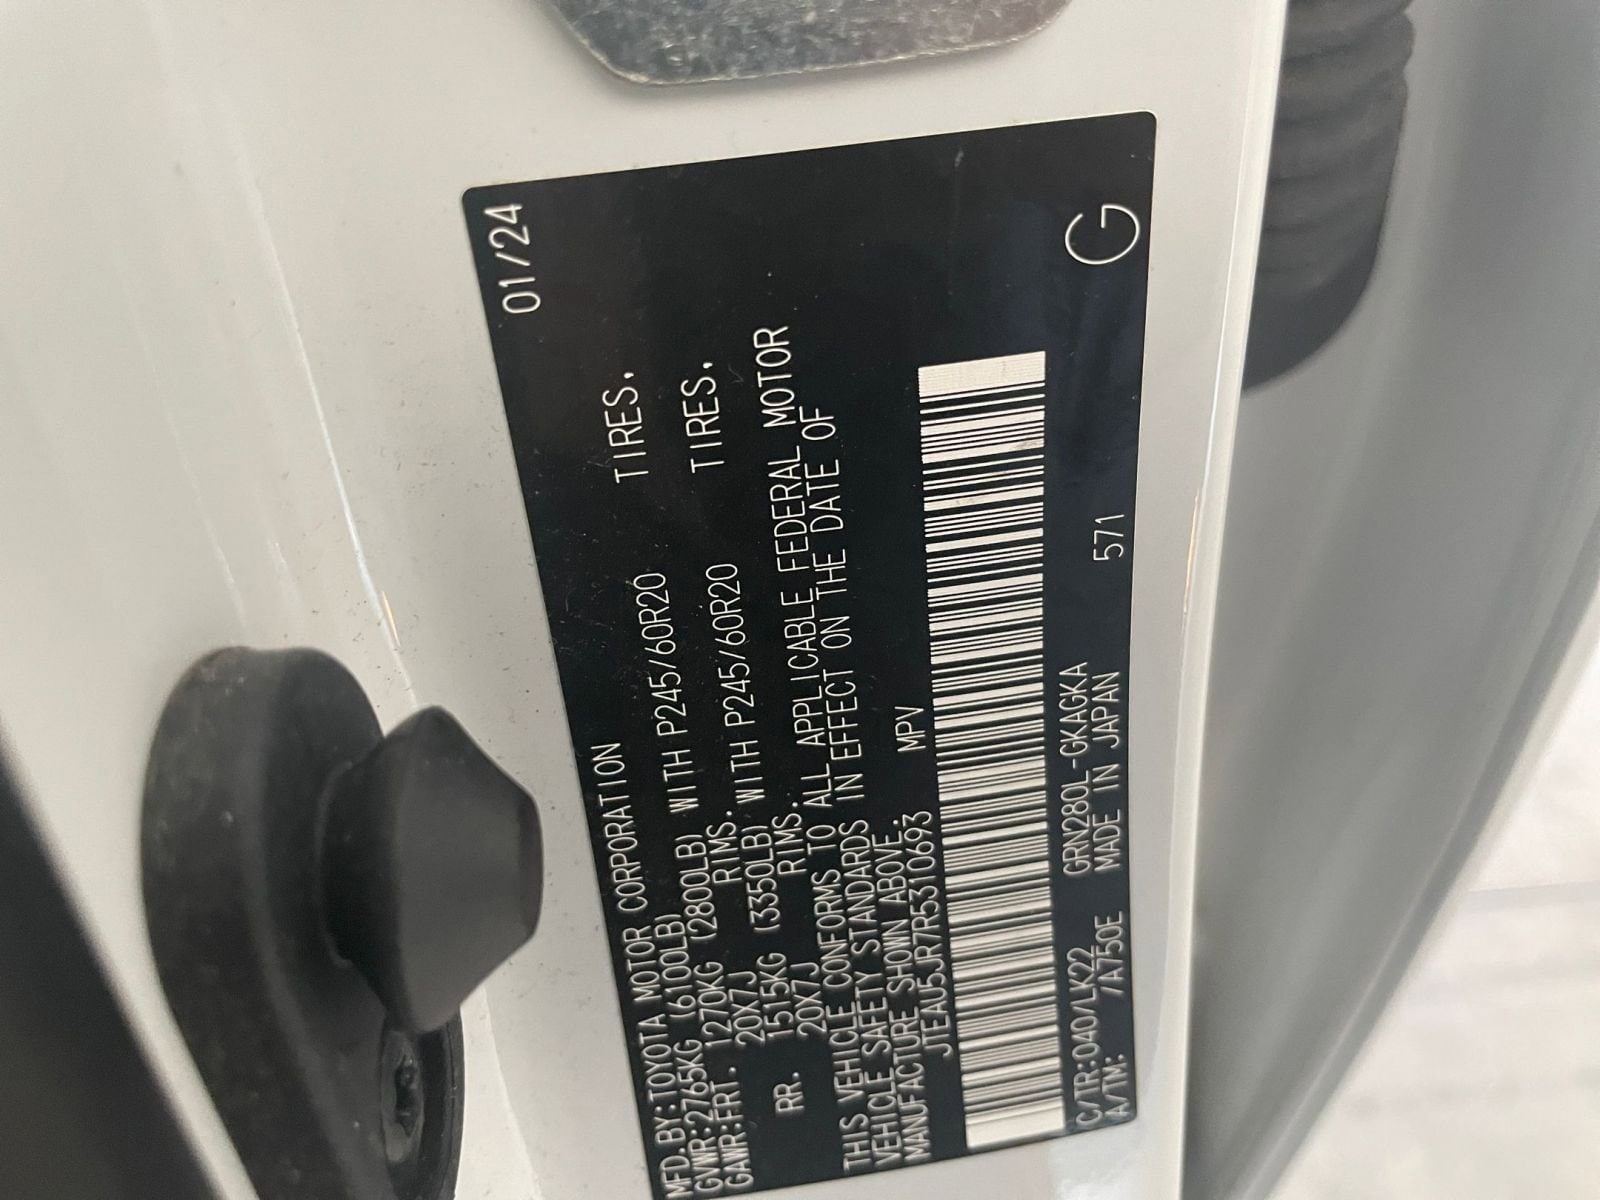 MFD.BY:TOYOTA MOTOR CORPORATION 01/24
GVWR:2765KG (6100LB)
GAWR:FRT. 1270KG (2800LB) WITH P245/60R20 TIRES.
20X7J RIMS.
RR. 1515KG (3350LB) WITH P245/60R20 TIRES.
20X7J RIMS.
THIS VEHICLE CONFORMS TO ALL APPLICABLE FEDERAL MOTOR
VEHICLE SAFETY STANDARDS IN EFFECT ON THE DATE OF
MANUFACTURE SHOWN ABOVE.
JTEAU5JR7R5310693 MPV
C/TR:040/LK22 GRN280L-GKAGKA
A/TM: /A750E MADE IN JAPAN 571 G